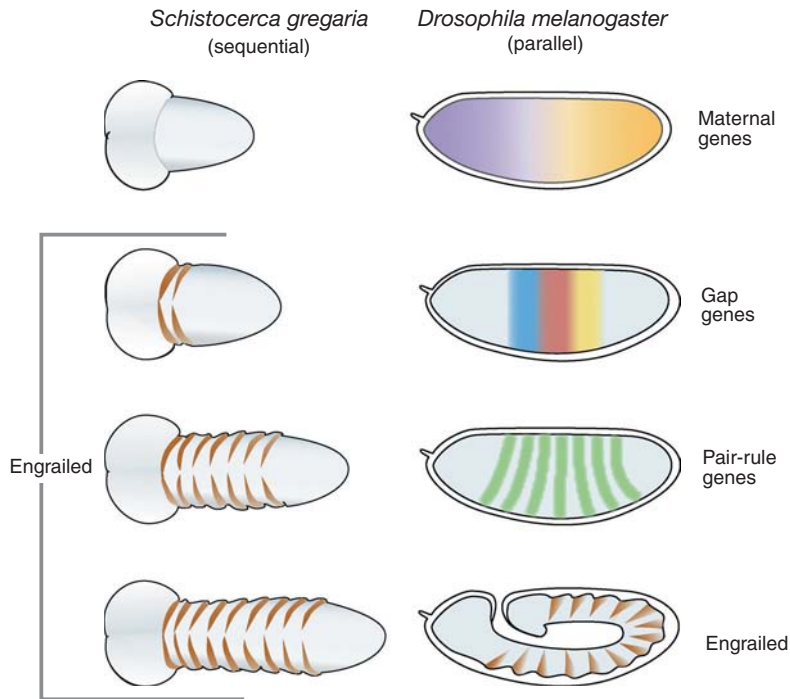 Schistocerca gregaria
(sequential)
Drosophila melanogaster
(parallel)
Maternal
genes
Gap
genes
Engrailed
Pair-rule
genes
Engrailed